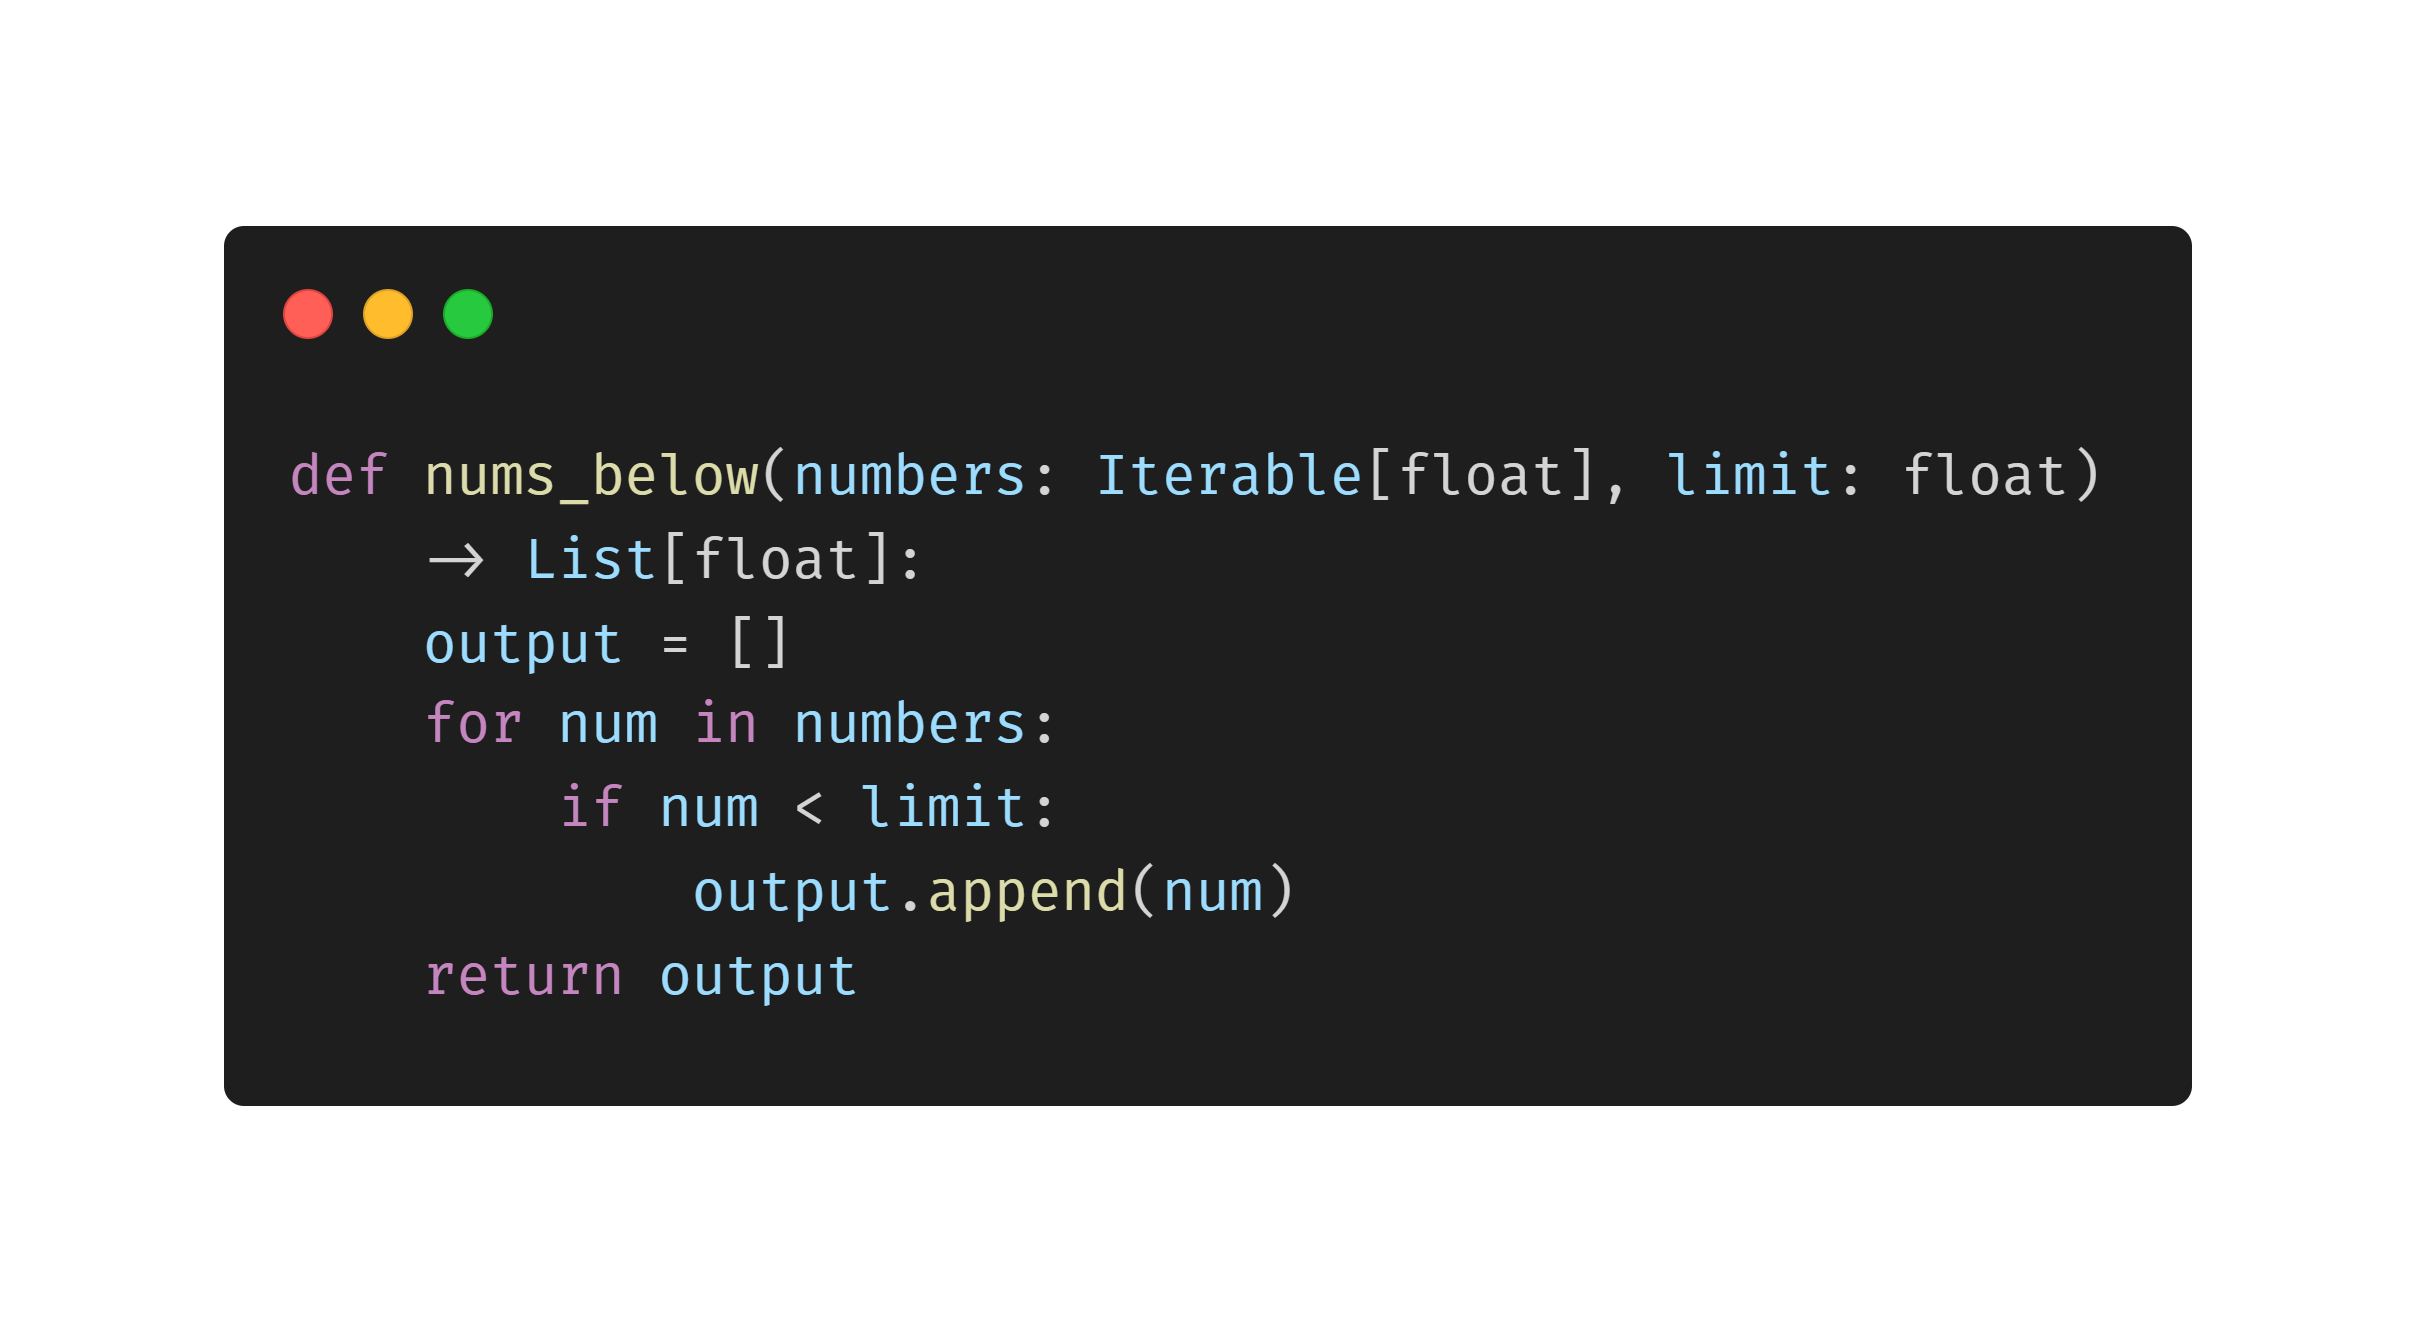 def nums_below(numbers: Iterable[float], limit: float)
    -> List[float]:
    output = []
    for num in numbers:
        if num < limit:
            output.append(num)
    return output